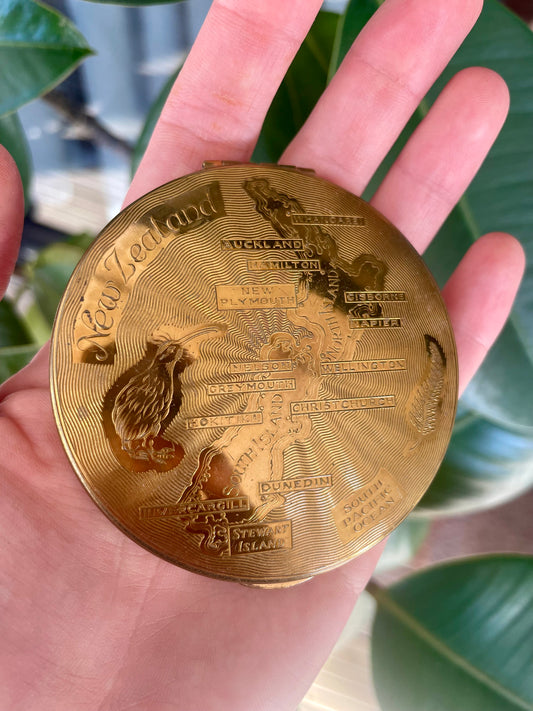 New Zealand
WHANGAREI
AUCKLAND
HAMILTON
NEW
PLYMOUTH
NORTH ISLAND
GISBORNE
NAPIER
NELSON
WELLINGTON
GREYMOUTH
HOKITIKA
CHRISTCHURCH
SOUTH ISLAND
DUNEDIN
INVERCARGILL
STEWART
ISLAND
SOUTH
PACIFIC
OCEAN